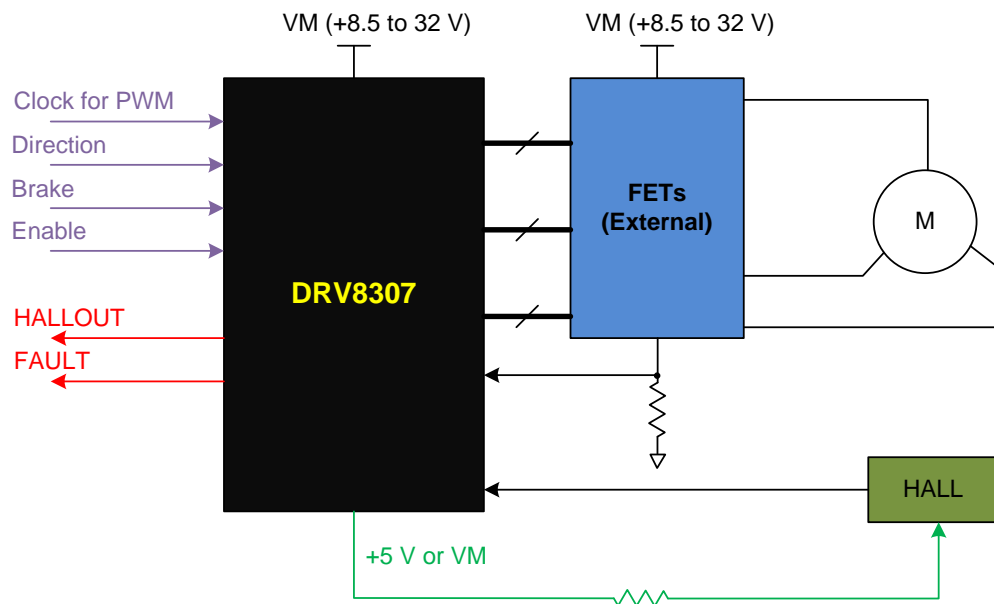 VM (+8.5 to 32 V)
VM (+8.5 to 32 V)
Clock for PWM
Direction
Brake
Enable
HALLOUT
FAULT
DRV8307
FETs
(External)
M
HALL
+5 V or VM